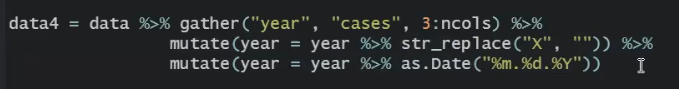 data4 = data %>% gather("year", "cases", 3:ncols) %>%
mutate(year = year %>% str_replace("X", "")) %>%
mutate(year = year %>% as.Date("%m.%d.%Y"))